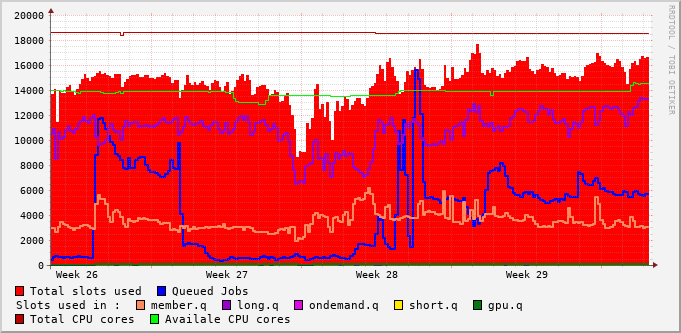 20000
18000
16000
14000
12000
10000
8000
6000
4000
2000
0
Week 26 Week 27 Week 28 Week 29
Total slots used Queued Jobs
Slots used in : member.q long.q ondemand.q short.q gpu.q
Total CPU cores Availale CPU cores
RRDTOOL / TOBI OETIKER